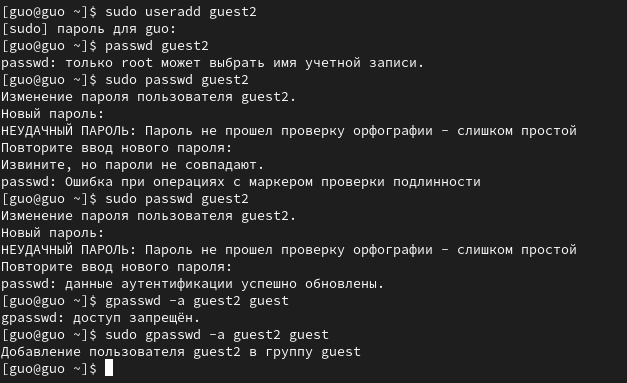 [guo@guo ~]$ sudo useradd guest2
[sudo] пароль для guo:
[guo@guo ~]$ passwd guest2
passwd: только root может выбрать имя учетной записи.
[guo@guo ~]$ sudo passwd guest2
Изменение пароля пользователя guest2.
Новый пароль:
НЕУДАЧНЫЙ ПАРОЛЬ: Пароль не прошел проверку орфографии - слишком простой
Повторите ввод нового пароля:
Извините, но пароли не совпадают.
passwd: Ошибка при операциях с маркером проверки подлинности
[guo@guo ~]$ sudo passwd guest2
Изменение пароля пользователя guest2.
Новый пароль:
НЕУДАЧНЫЙ ПАРОЛЬ: Пароль не прошел проверку орфографии - слишком простой
Повторите ввод нового пароля:
passwd: данные аутентификации успешно обновлены.
[guo@guo ~]$ gpasswd -a guest2 guest
gpasswd: доступ запрещён.
[guo@guo ~]$ sudo gpasswd -a guest2 guest
Добавление пользователя guest2 в группу guest
[guo@guo ~]$